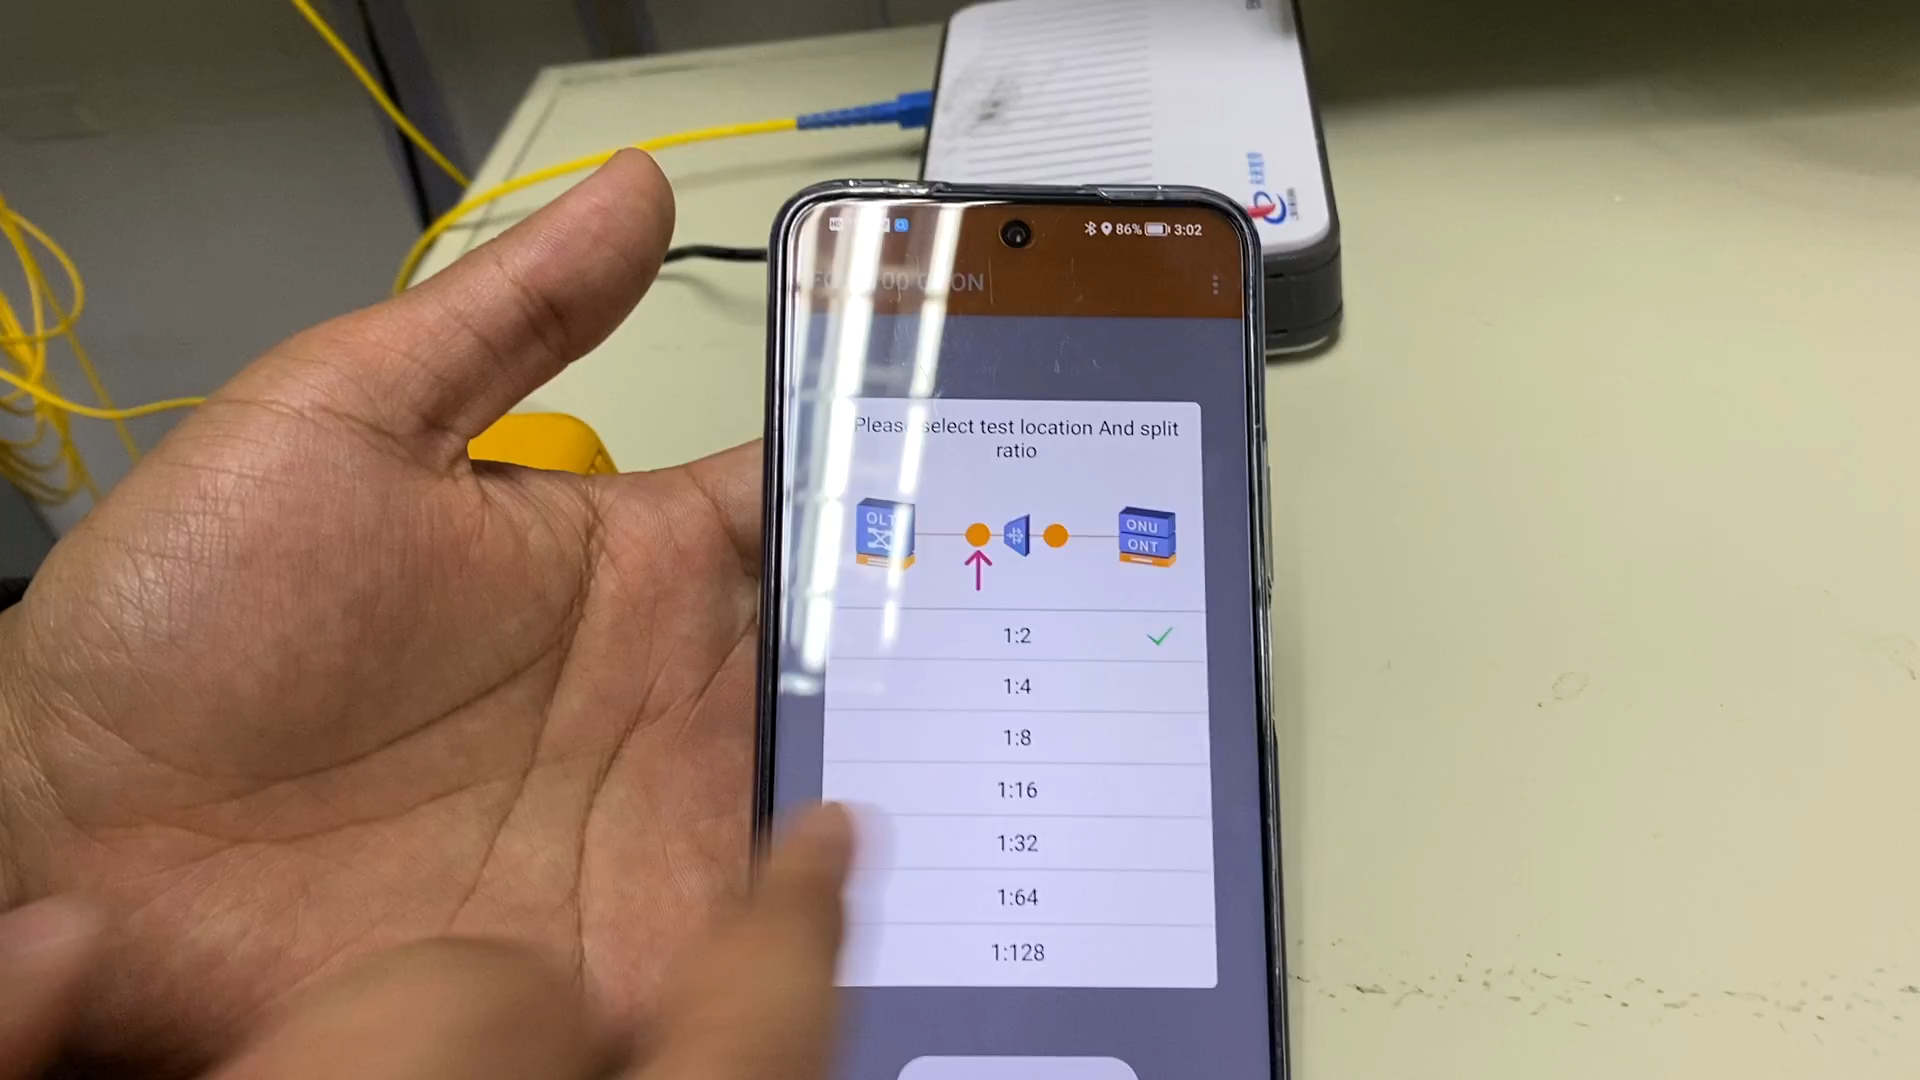 86% 3:02
Please select test location And split
ratio
OLT
ONU
ONT
1:2
1:4
1:8
1:16
1:32
1:64
1:128